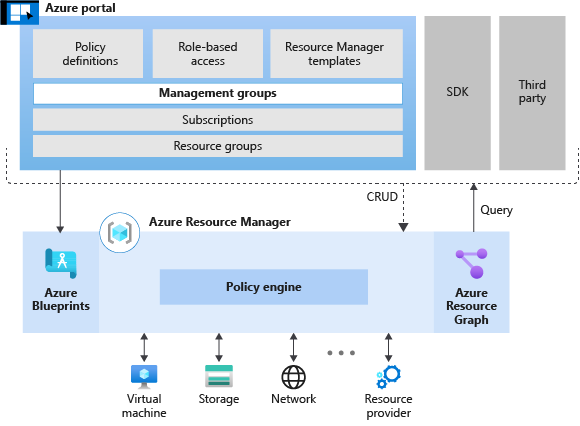 Azure portal
Policy
definitions
Role-based
access
Resource Manager
templates
Management groups
Subscriptions
Resource groups
SDK
Third
party
CRUD
Query
Azure Resource Manager
Azure
Blueprints
Policy engine
Azure
Resource
Graph
Virtual
machine
Storage
Network
Resource
provider